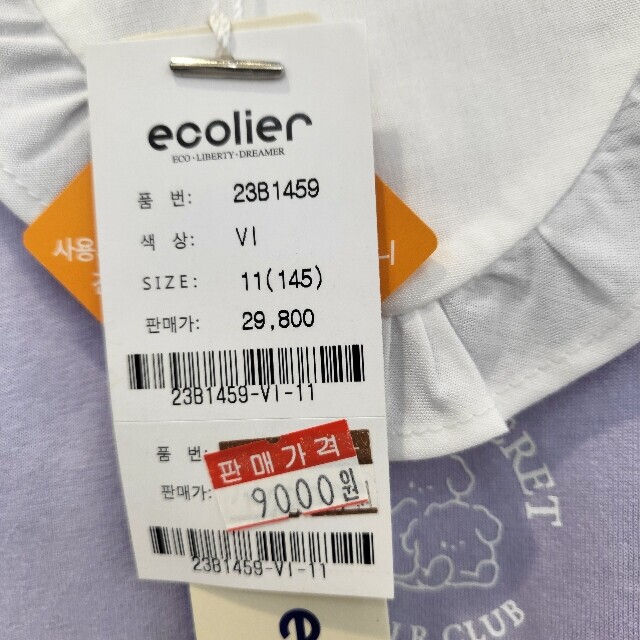 ecolier
ECO·LIBERTY·DREAMER
품 번: 23B1459
색 상: VI
SIZE: 11(145)
판매가: 29,800
23B1459-VI-11
품 번:
판매가격
판매가: 9000원
23B1459-VI-11
사용
니
CLUB
e